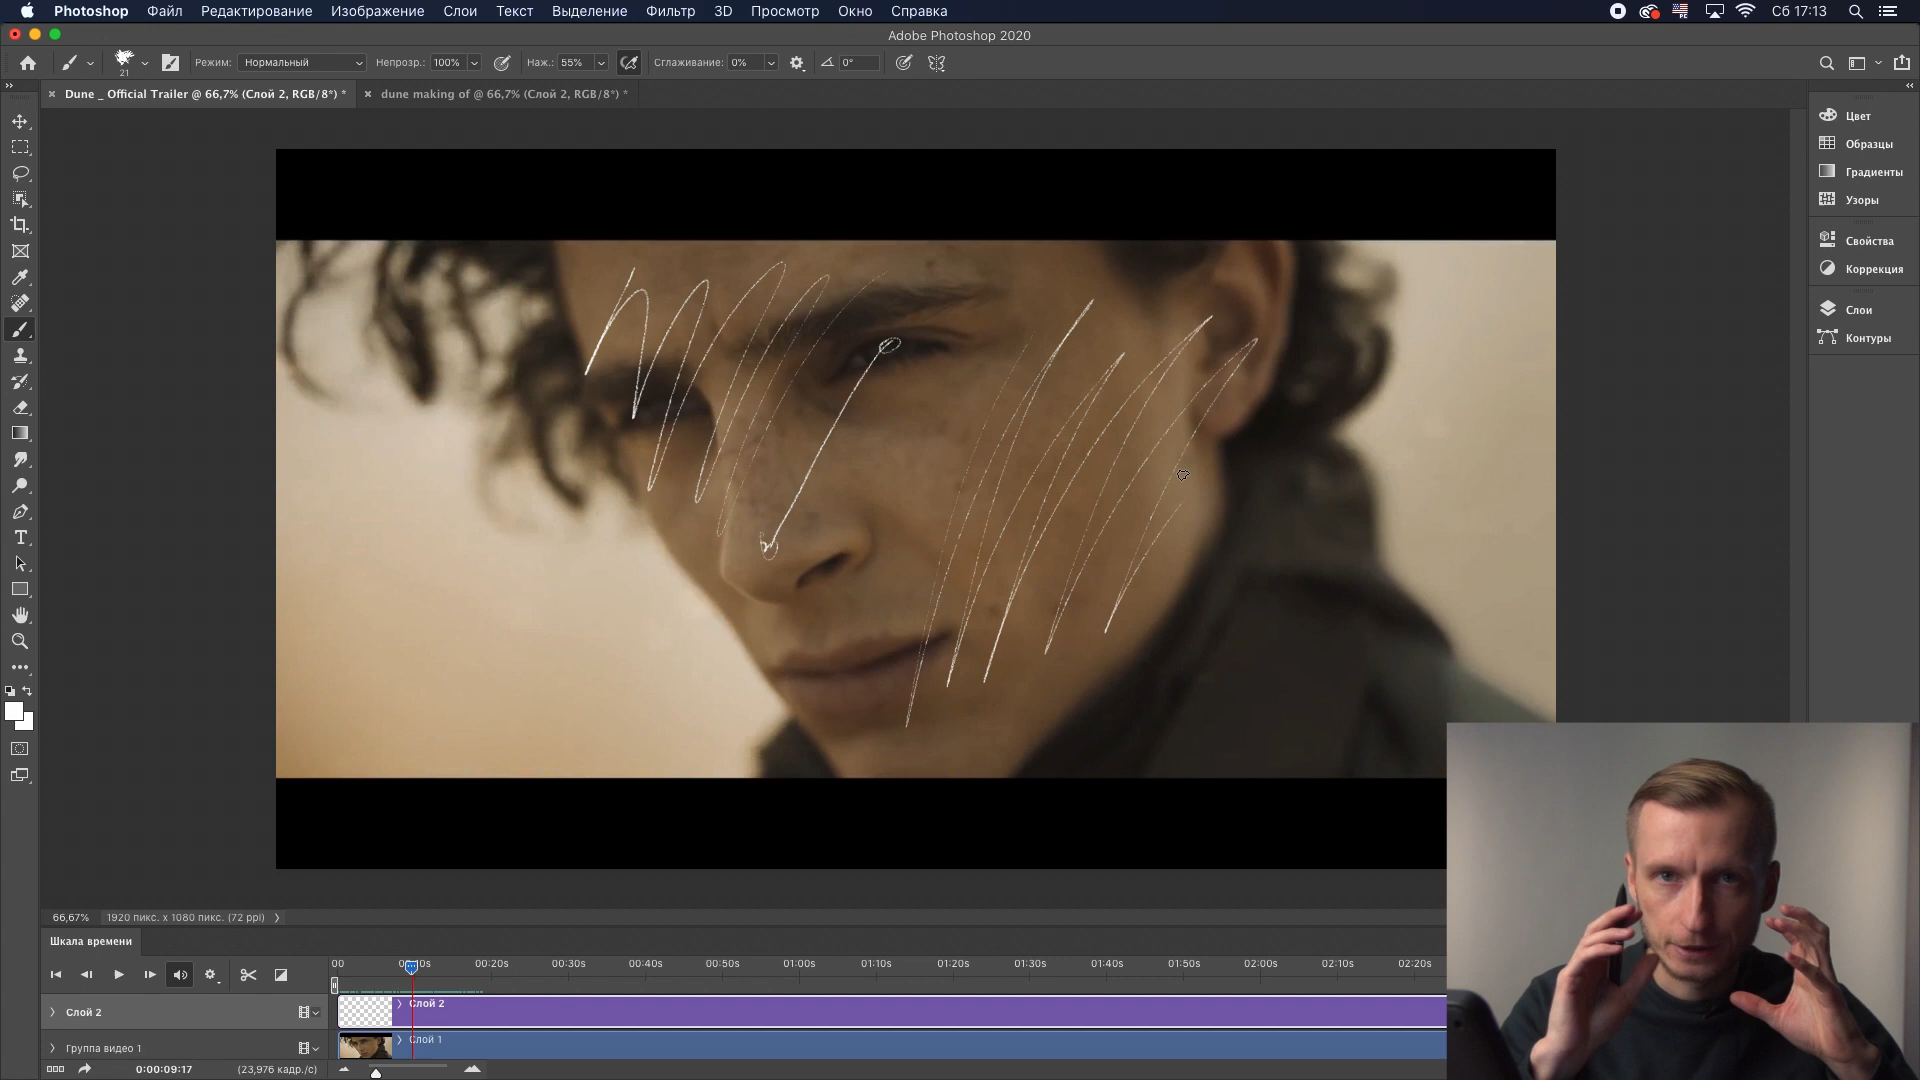 Photoshop Файл Редактирование Изображение Слои Текст Выделение Фильтр 3D Просмотр Окно Справка Сб 17:13
Adobe Photoshop 2020
21 Режим: Нормальный Непрозр.: 100% Наж.: 55% Сглаживание: 0% 0°
Dune _ Official Trailer @ 66,7% (Слой 2, RGB/8*) * dune making of @ 66,7% (Слой 2, RGB/8*) *
Цвет
Образцы
Градиенты
Узоры
Свойства
Коррекция
Слои
Контуры
66,67% 1920 пикс. x 1080 пикс. (72 ppi)
Шкала времени
00 00:20s 00:30s 00:40s 00:50s 01:00s 01:10s 01:20s 01:30s 01:40s 01:50s 02:00s 02:10s 02:20s
Слой 2 Слой 2
Группа видео 1 Слой 1
0:00:09:17 (23,976 кадр./с)